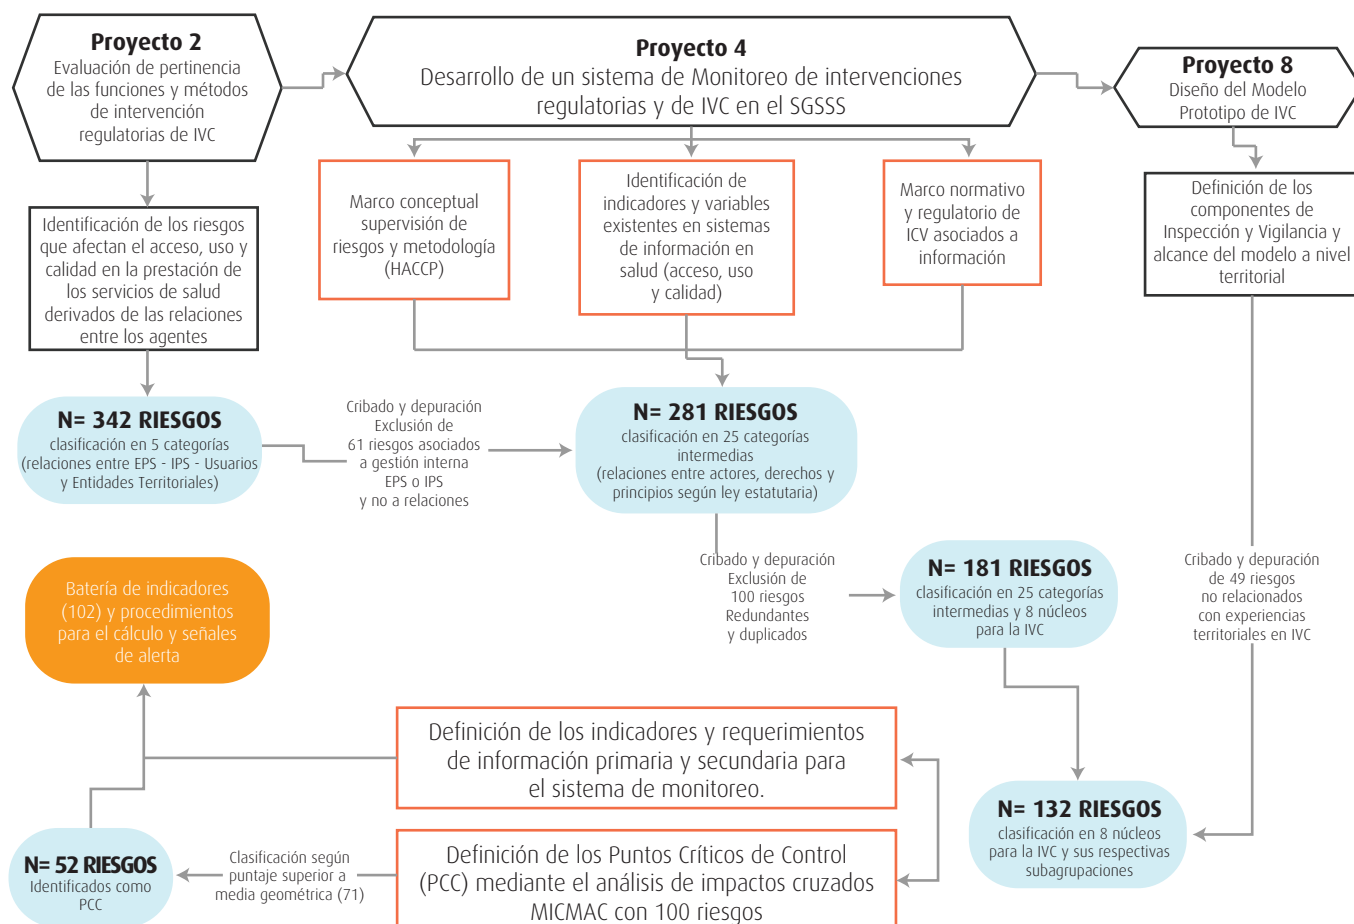 Proyecto 2
Evaluación de pertinencia
de las funciones y métodos
de intervención
regulatorias de IVC
Proyecto 4
Desarrollo de un sistema de Monitoreo de intervenciones
regulatorias y de IVC en el SGSSS
Proyecto 8
Diseño del Modelo
Prototipo de IVC
Identificación de los riesgos
que afectan el acceso, uso y
calidad en la prestación de
los servicios de salud
derivados de las relaciones
entre los agentes
Marco conceptual
supervisión de
riesgos y metodología
(HACCP)
Identificación de
indicadores y variables
existentes en sistemas
de información en
salud (acceso, uso
y calidad)
Marco normativo
y regulatorio de
ICV asociados a
información
Definición de los
componentes de
Inspección y Vigilancia y
alcance del modelo a nivel
territorial
N= 342 RIESGOS
clasificación en 5 categorías
(relaciones entre EPS - IPS - Usuarios
y Entidades Territoriales)
Cribado y depuración
Exclusión de
61 riesgos asociados
a gestión interna
EPS o IPS
y no a relaciones
N= 281 RIESGOS
clasificación en 25 categorías
intermedias
(relaciones entre actores, derechos y
principios según ley estatutaria)
Cribado y depuración
Exclusión de
100 riesgos
Redundantes
y duplicados
N= 181 RIESGOS
clasificación en 25 categorías
intermedias y 8 núcleos
para la IVC
Cribado y depuración
de 49 riesgos
no relacionados
con experiencias
territoriales en IVC
Batería de indicadores
(102) y procedimientos
para el cálculo y señales
de alerta
Definición de los indicadores y requerimientos
de información primaria y secundaria para
el sistema de monitoreo.
N= 132 RIESGOS
clasificación en 8 núcleos
para la IVC y sus respectivas
subagrupaciones
N= 52 RIESGOS
Identificados como
PCC
Clasificación según
puntaje superior a
media geométrica (71)
Definición de los Puntos Críticos de Control
(PCC) mediante el análisis de impactos cruzados
MICMAC con 100 riesgos